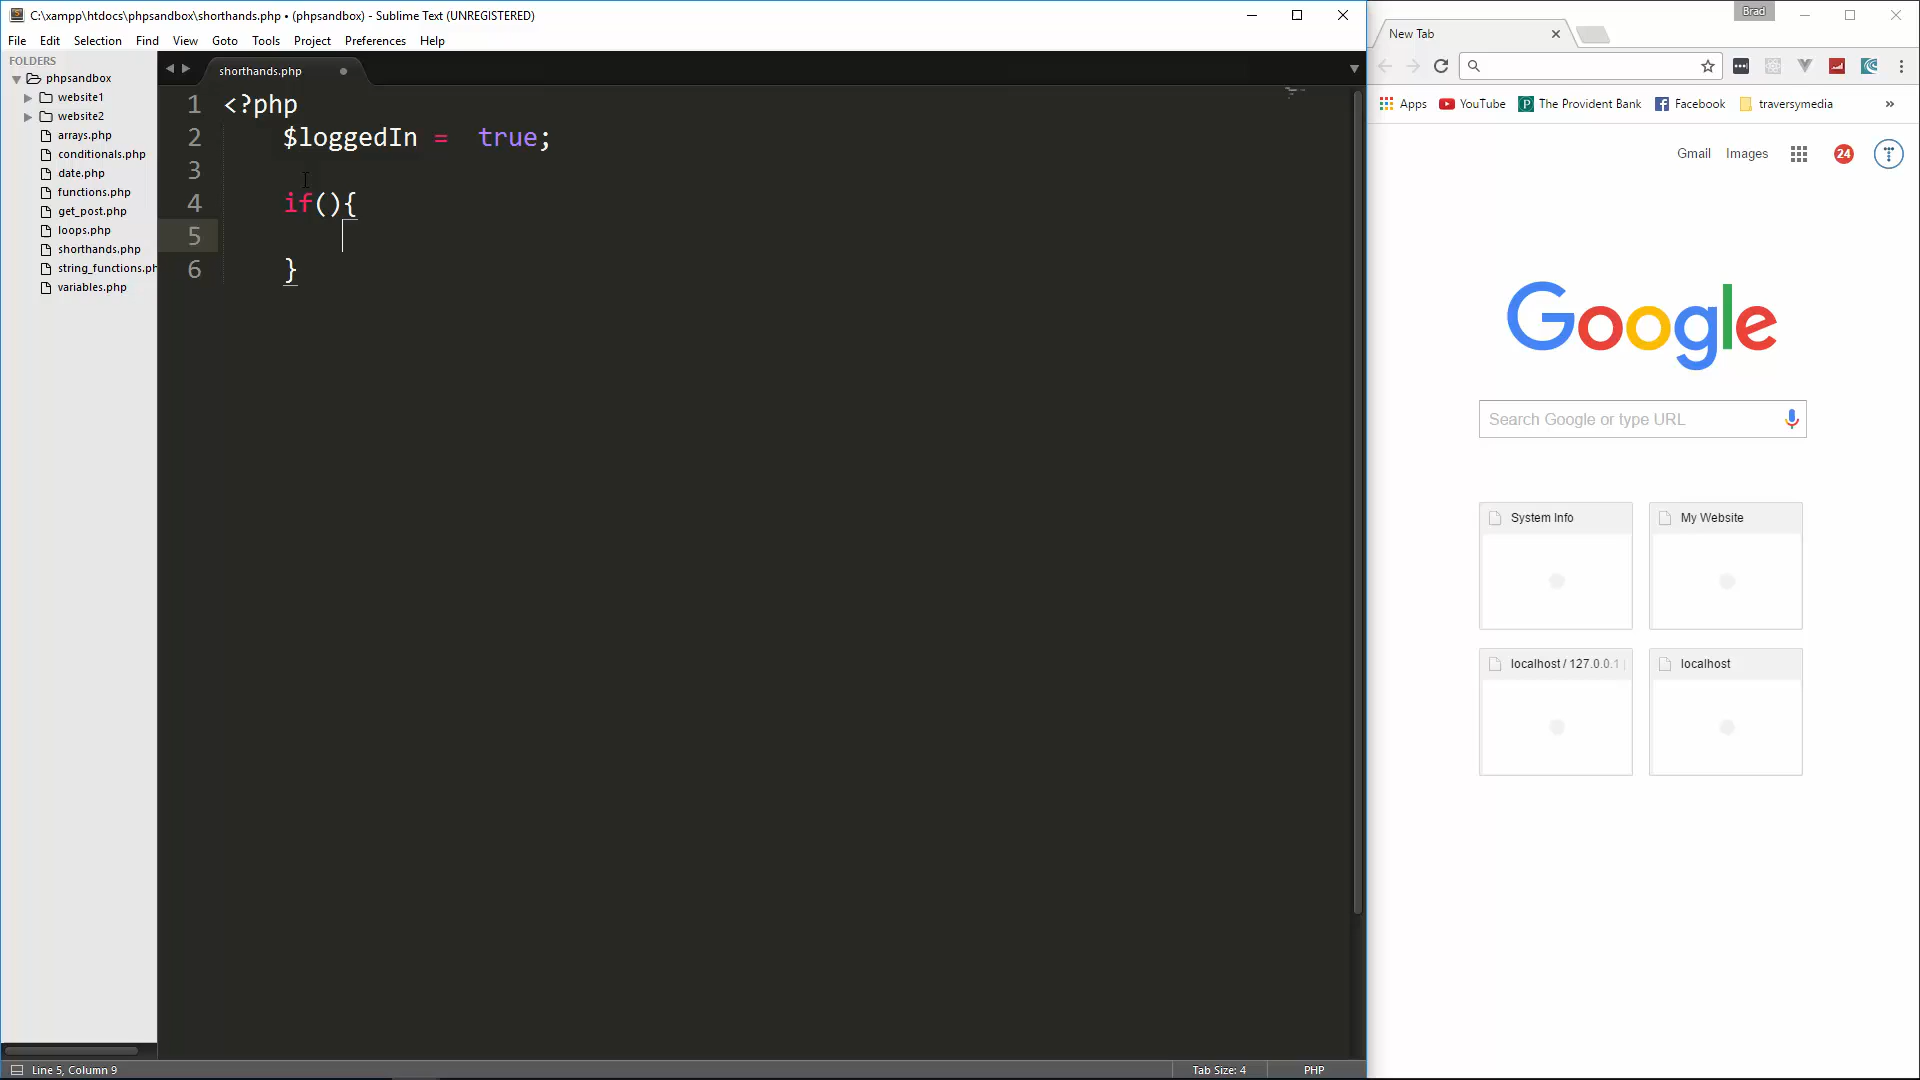 C:\xampp\htdocs\phpsandbox\shorthands.php • (phpsandbox) - Sublime Text (UNREGISTERED)
File Edit Selection Find View Goto Tools Project Preferences Help
FOLDERS
phpsandbox
website1
website2
arrays.php
conditionals.php
date.php
functions.php
get_post.php
loops.php
shorthands.php
string_functions.ph
variables.php
shorthands.php
1 <?php
2 $loggedIn =  true;
3
4 if(){
5
6 }
Line 5, Column 9
Tab Size: 4
PHP
Brad
New Tab
Apps YouTube The Provident Bank Facebook traversymedia »
Gmail Images 24
Google
Search Google or type URL
System Info
My Website
localhost / 127.0.0.1
localhost